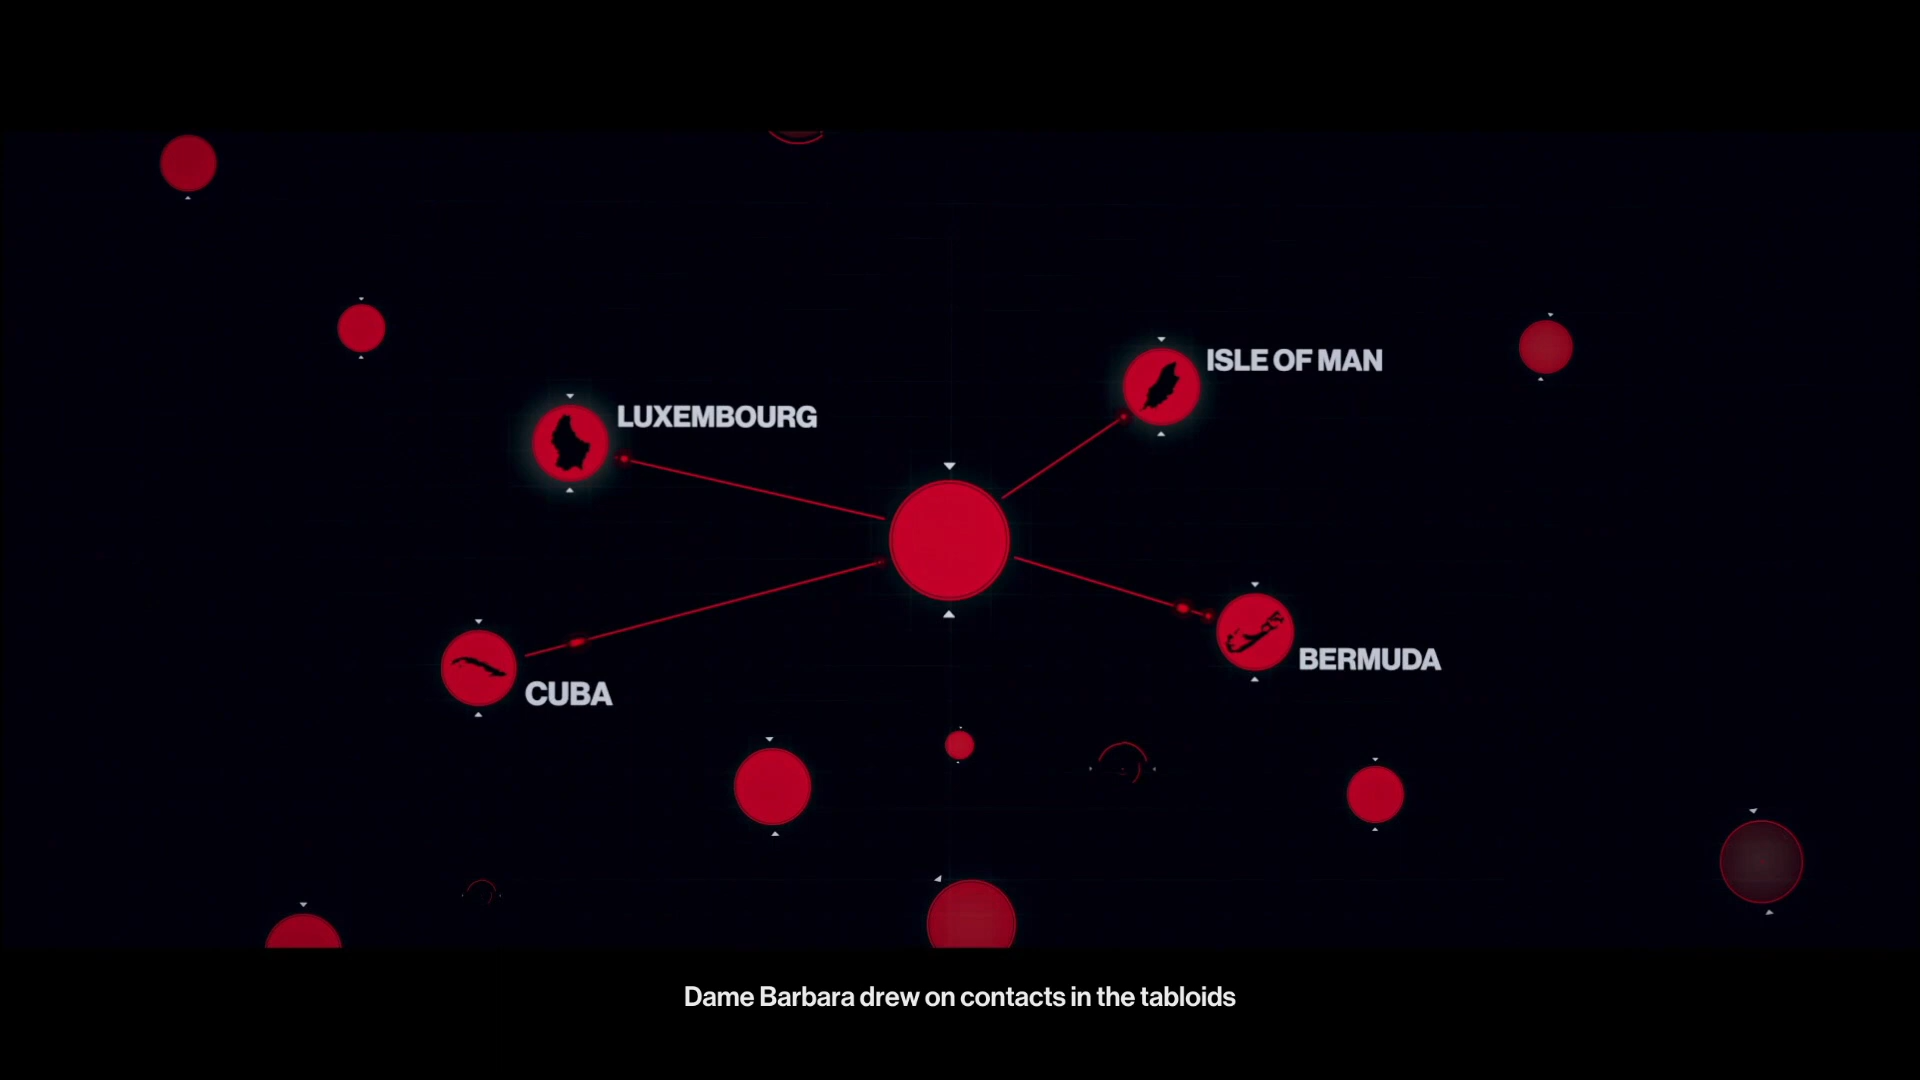 ISLE OF MAN
LUXEMBOURG
BERMUDA
CUBA
Dame Barbara drew on contacts in the tabloids